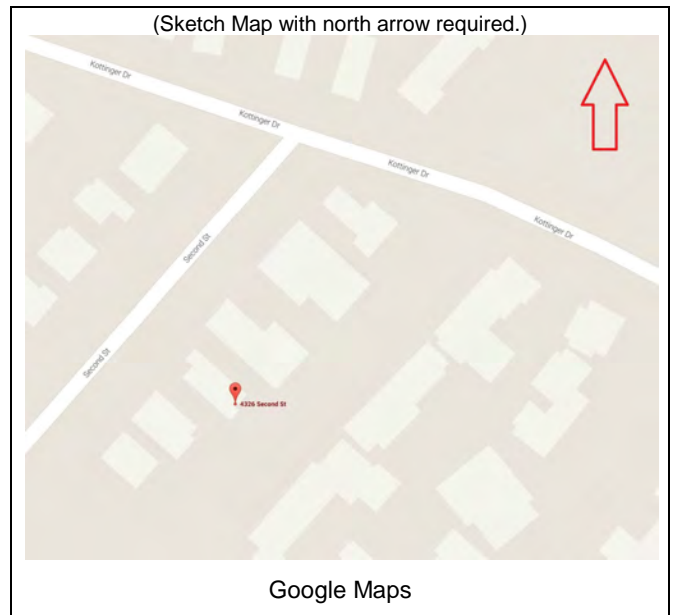 (Sketch Map with north arrow required.)
Kottinger Dr
Kottinger Dr
Kottinger Dr
Kottinger Dr
Second St
Second St
4326 Second St
Google Maps